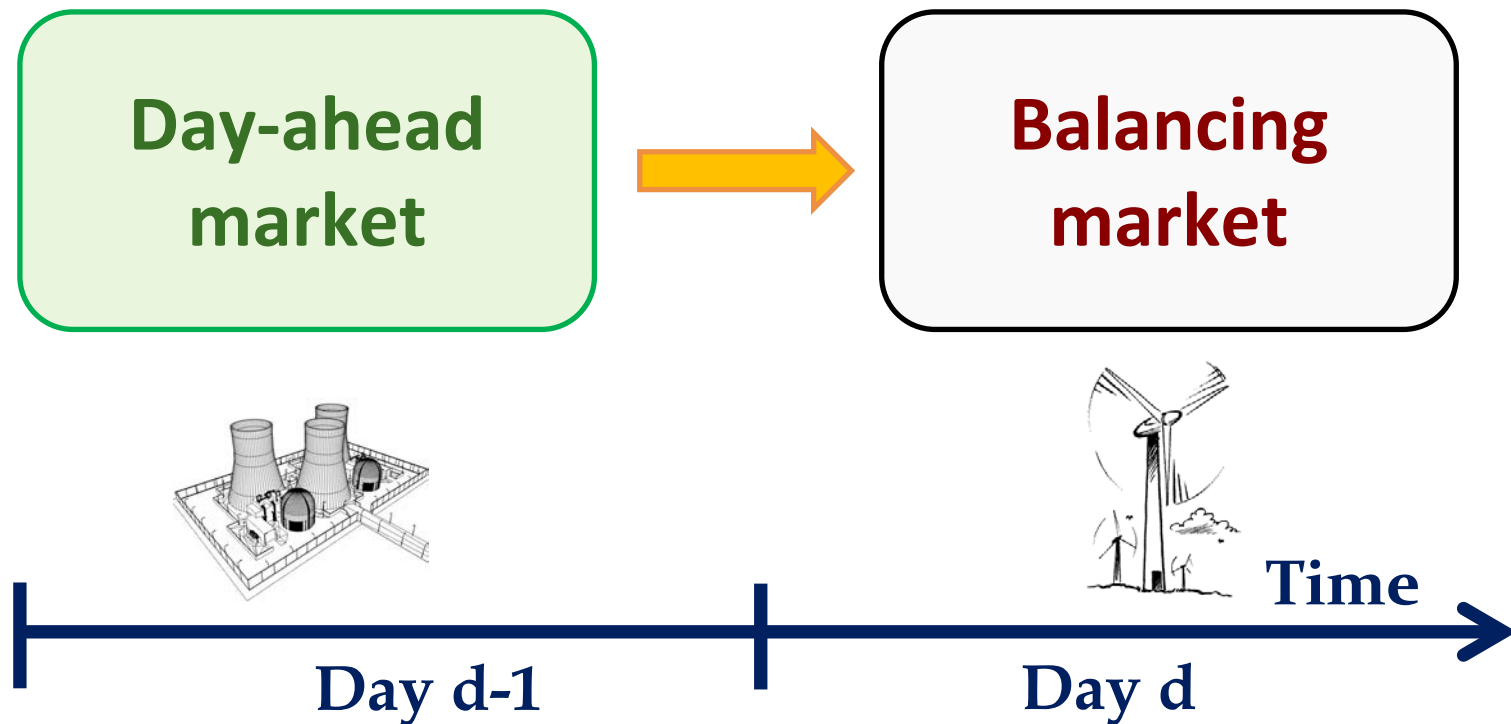 Day-ahead
market
Balancing
market
Time
Day d-1
Day d